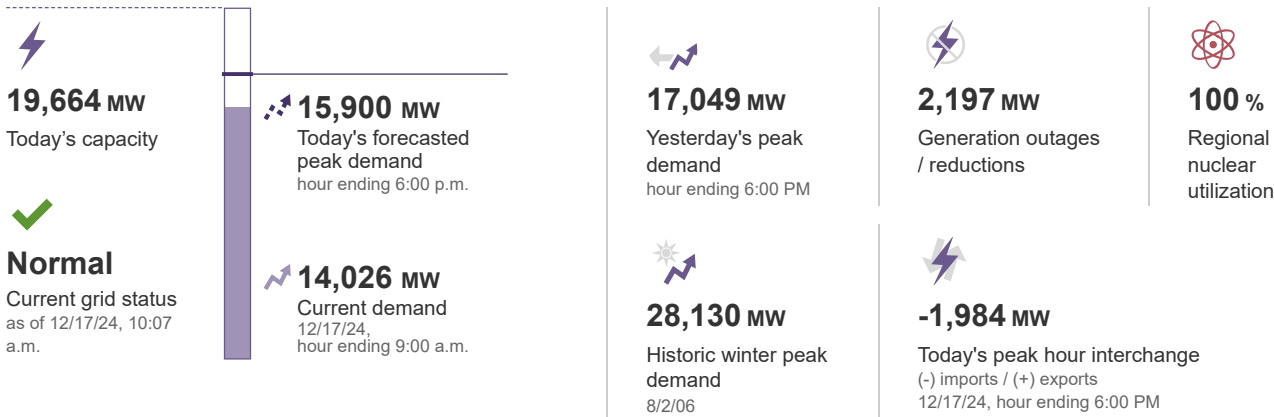 19,664 MW
Today's capacity
Normal
Current grid status
as of 12/17/24, 10:07
a.m.
15,900 MW
Today's forecasted
peak demand
hour ending 6:00 p.m.
14,026 MW
Current demand
12/17/24,
hour ending 9:00 a.m.
17,049 MW
Yesterday's peak
demand
hour ending 6:00 PM
2,197 MW
Generation outages
/ reductions
100 %
Regional
nuclear
utilization
28,130 MW
Historic winter peak
demand
8/2/06
-1,984 MW
Today's peak hour interchange
(-) imports / (+) exports
12/17/24, hour ending 6:00 PM